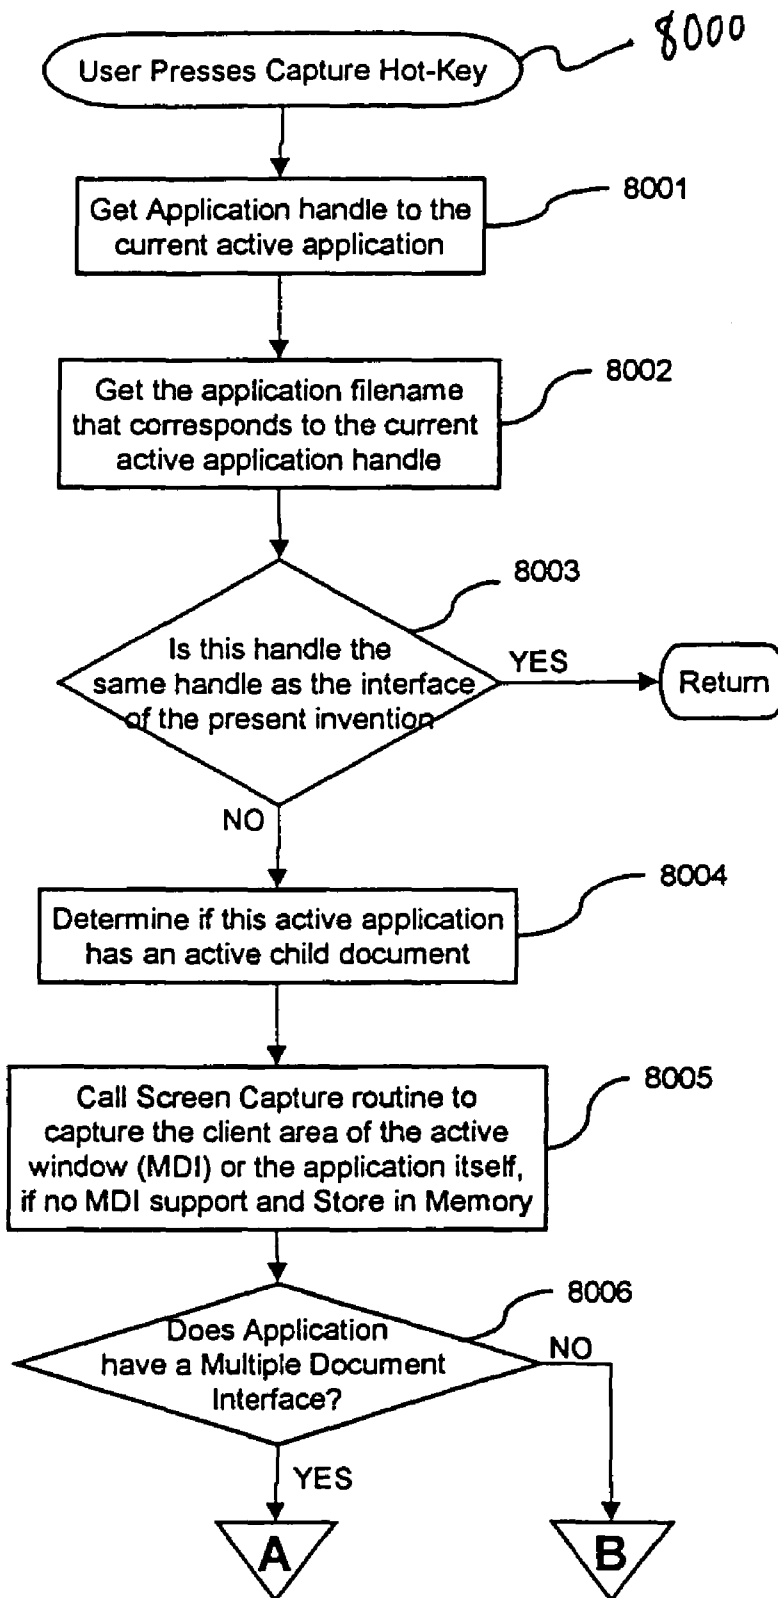 User Presses Capture Hot-Key
8000
Get Application handle to the
current active application
8001
Get the application filename
that corresponds to the current
active application handle
8002
Is this handle the
same handle as the interface
of the present invention
8003
YES
Return
NO
Determine if this active application
has an active child document
8004
Call Screen Capture routine to
capture the client area of the active
window (MDI) or the application itself,
if no MDI support and Store in Memory
8005
Does Application
have a Multiple Document
Interface?
8006
NO
YES
A
B